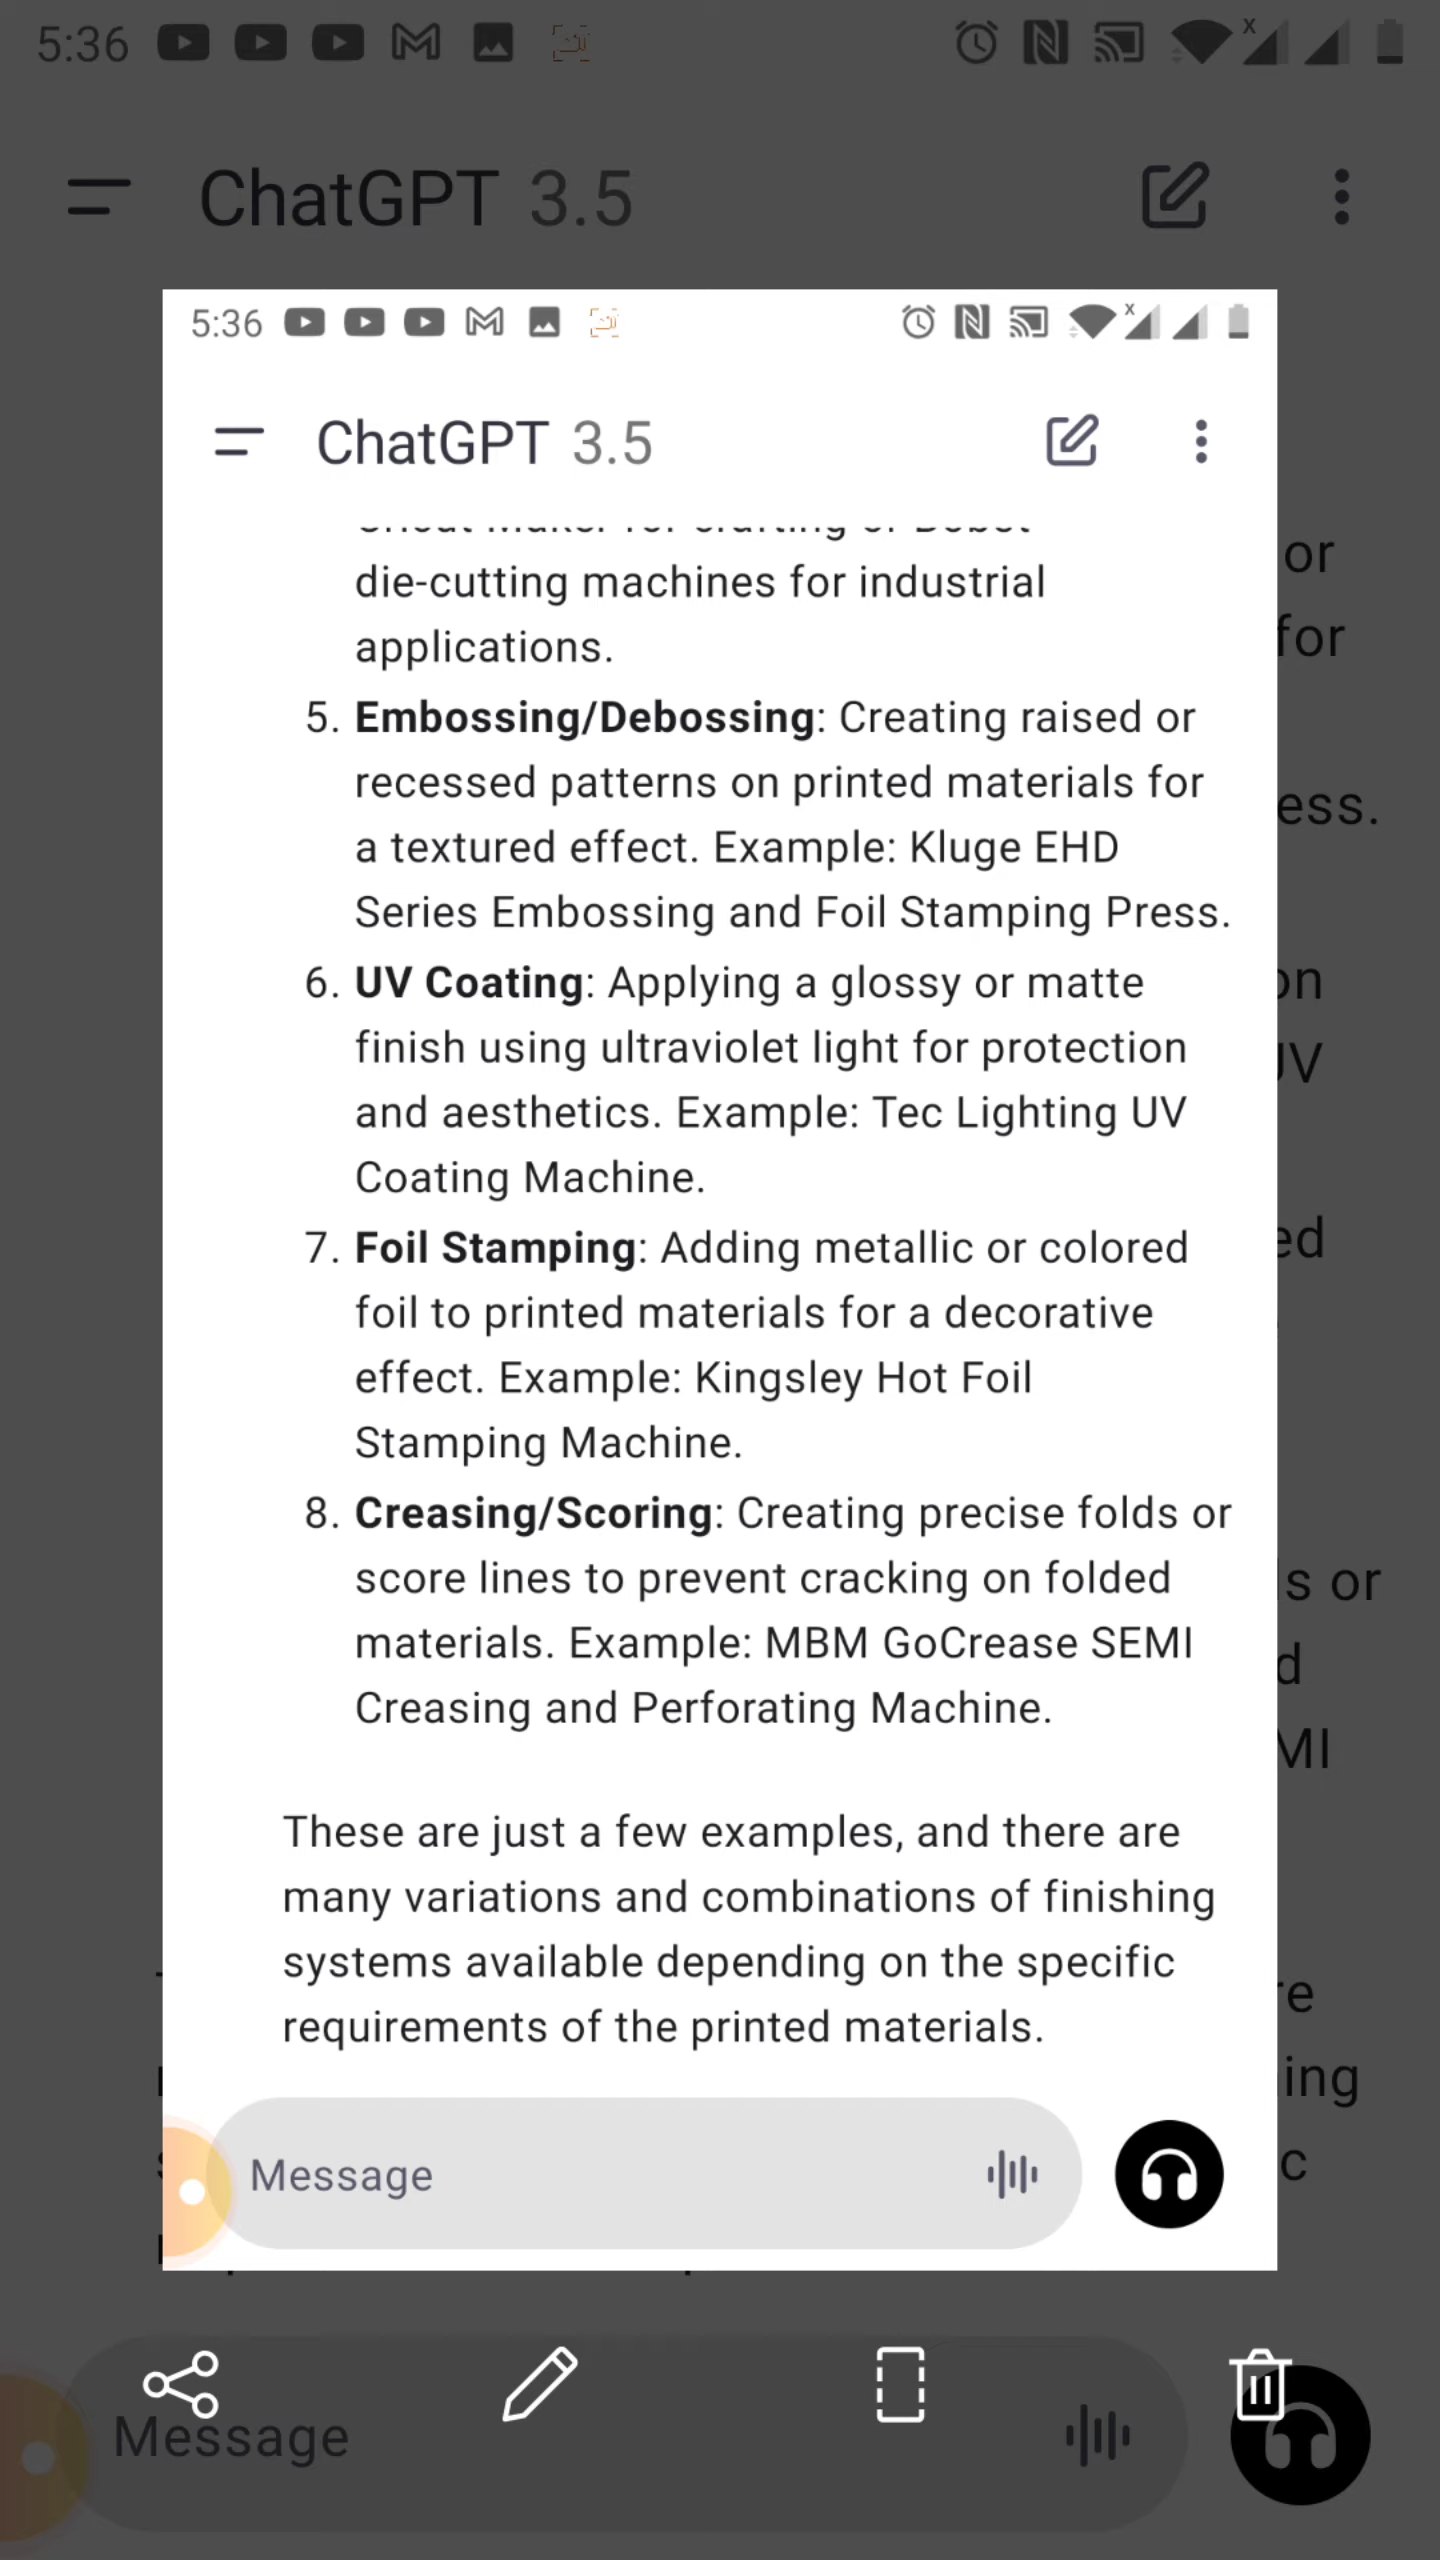 5:36
ChatGPT 3.5
5:36
ChatGPT 3.5
die-cutting machines for industrial
applications.
5. Embossing/Debossing: Creating raised or
recessed patterns on printed materials for
a textured effect. Example: Kluge EHD
Series Embossing and Foil Stamping Press.
6. UV Coating: Applying a glossy or matte
finish using ultraviolet light for protection
and aesthetics. Example: Tec Lighting UV
Coating Machine.
7. Foil Stamping: Adding metallic or colored
foil to printed materials for a decorative
effect. Example: Kingsley Hot Foil
Stamping Machine.
8. Creasing/Scoring: Creating precise folds or
score lines to prevent cracking on folded
materials. Example: MBM GoCrease SEMI
Creasing and Perforating Machine.
These are just a few examples, and there are
many variations and combinations of finishing
systems available depending on the specific
requirements of the printed materials.
Message
or
for
s or
Message